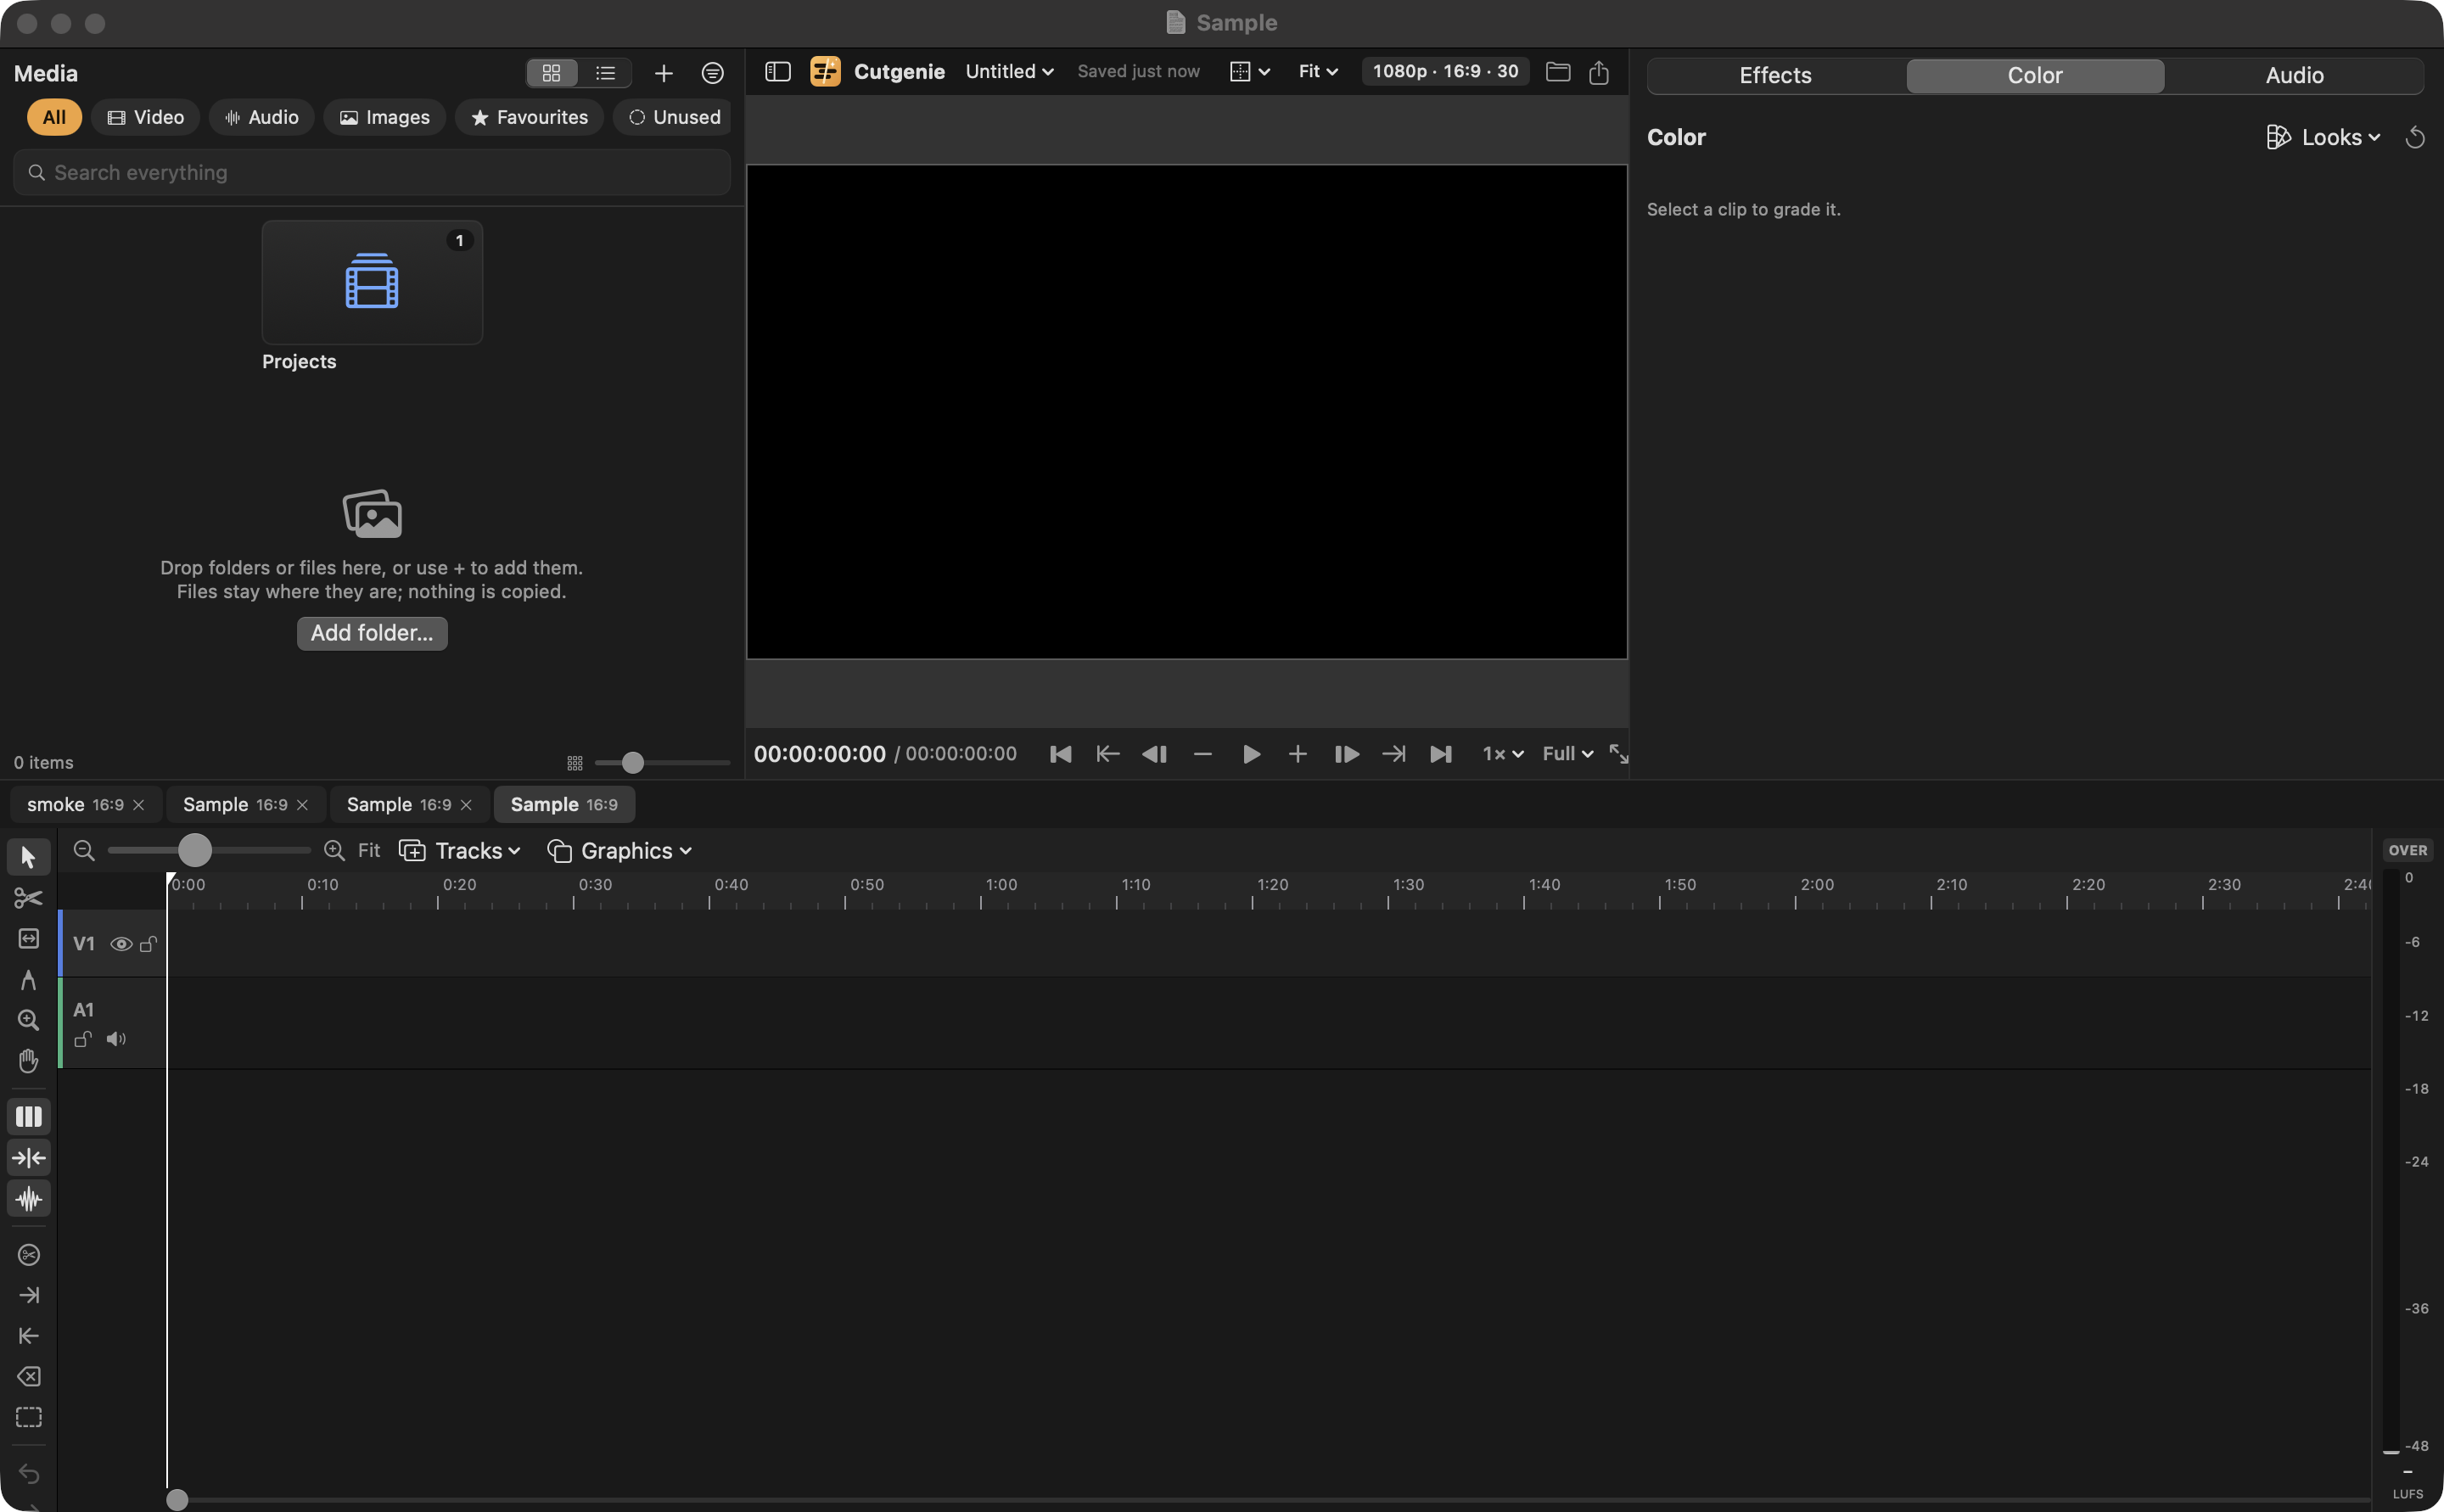 Sample
Media
All
Video
Audio
Images
Favourites
Unused
Search everything
1
Projects
Drop folders or files here, or use + to add them.
Files stay where they are; nothing is copied.
Add folder...
0 items
Cutgenie
Untitled
Saved just now
Fit
1080p · 16:9 · 30
00:00:00:00 / 00:00:00:00
1×
Full
Effects
Color
Audio
Color
Looks
Select a clip to grade it.
smoke 16:9
Sample 16:9
Sample 16:9
Sample 16:9
Fit
Tracks
Graphics
0:00
0:10
0:20
0:30
0:40
0:50
1:00
1:10
1:20
1:30
1:40
1:50
2:00
2:10
2:20
2:30
V1
A1
OVER
0
-6
-12
-18
-24
-36
-48
–
LUFS